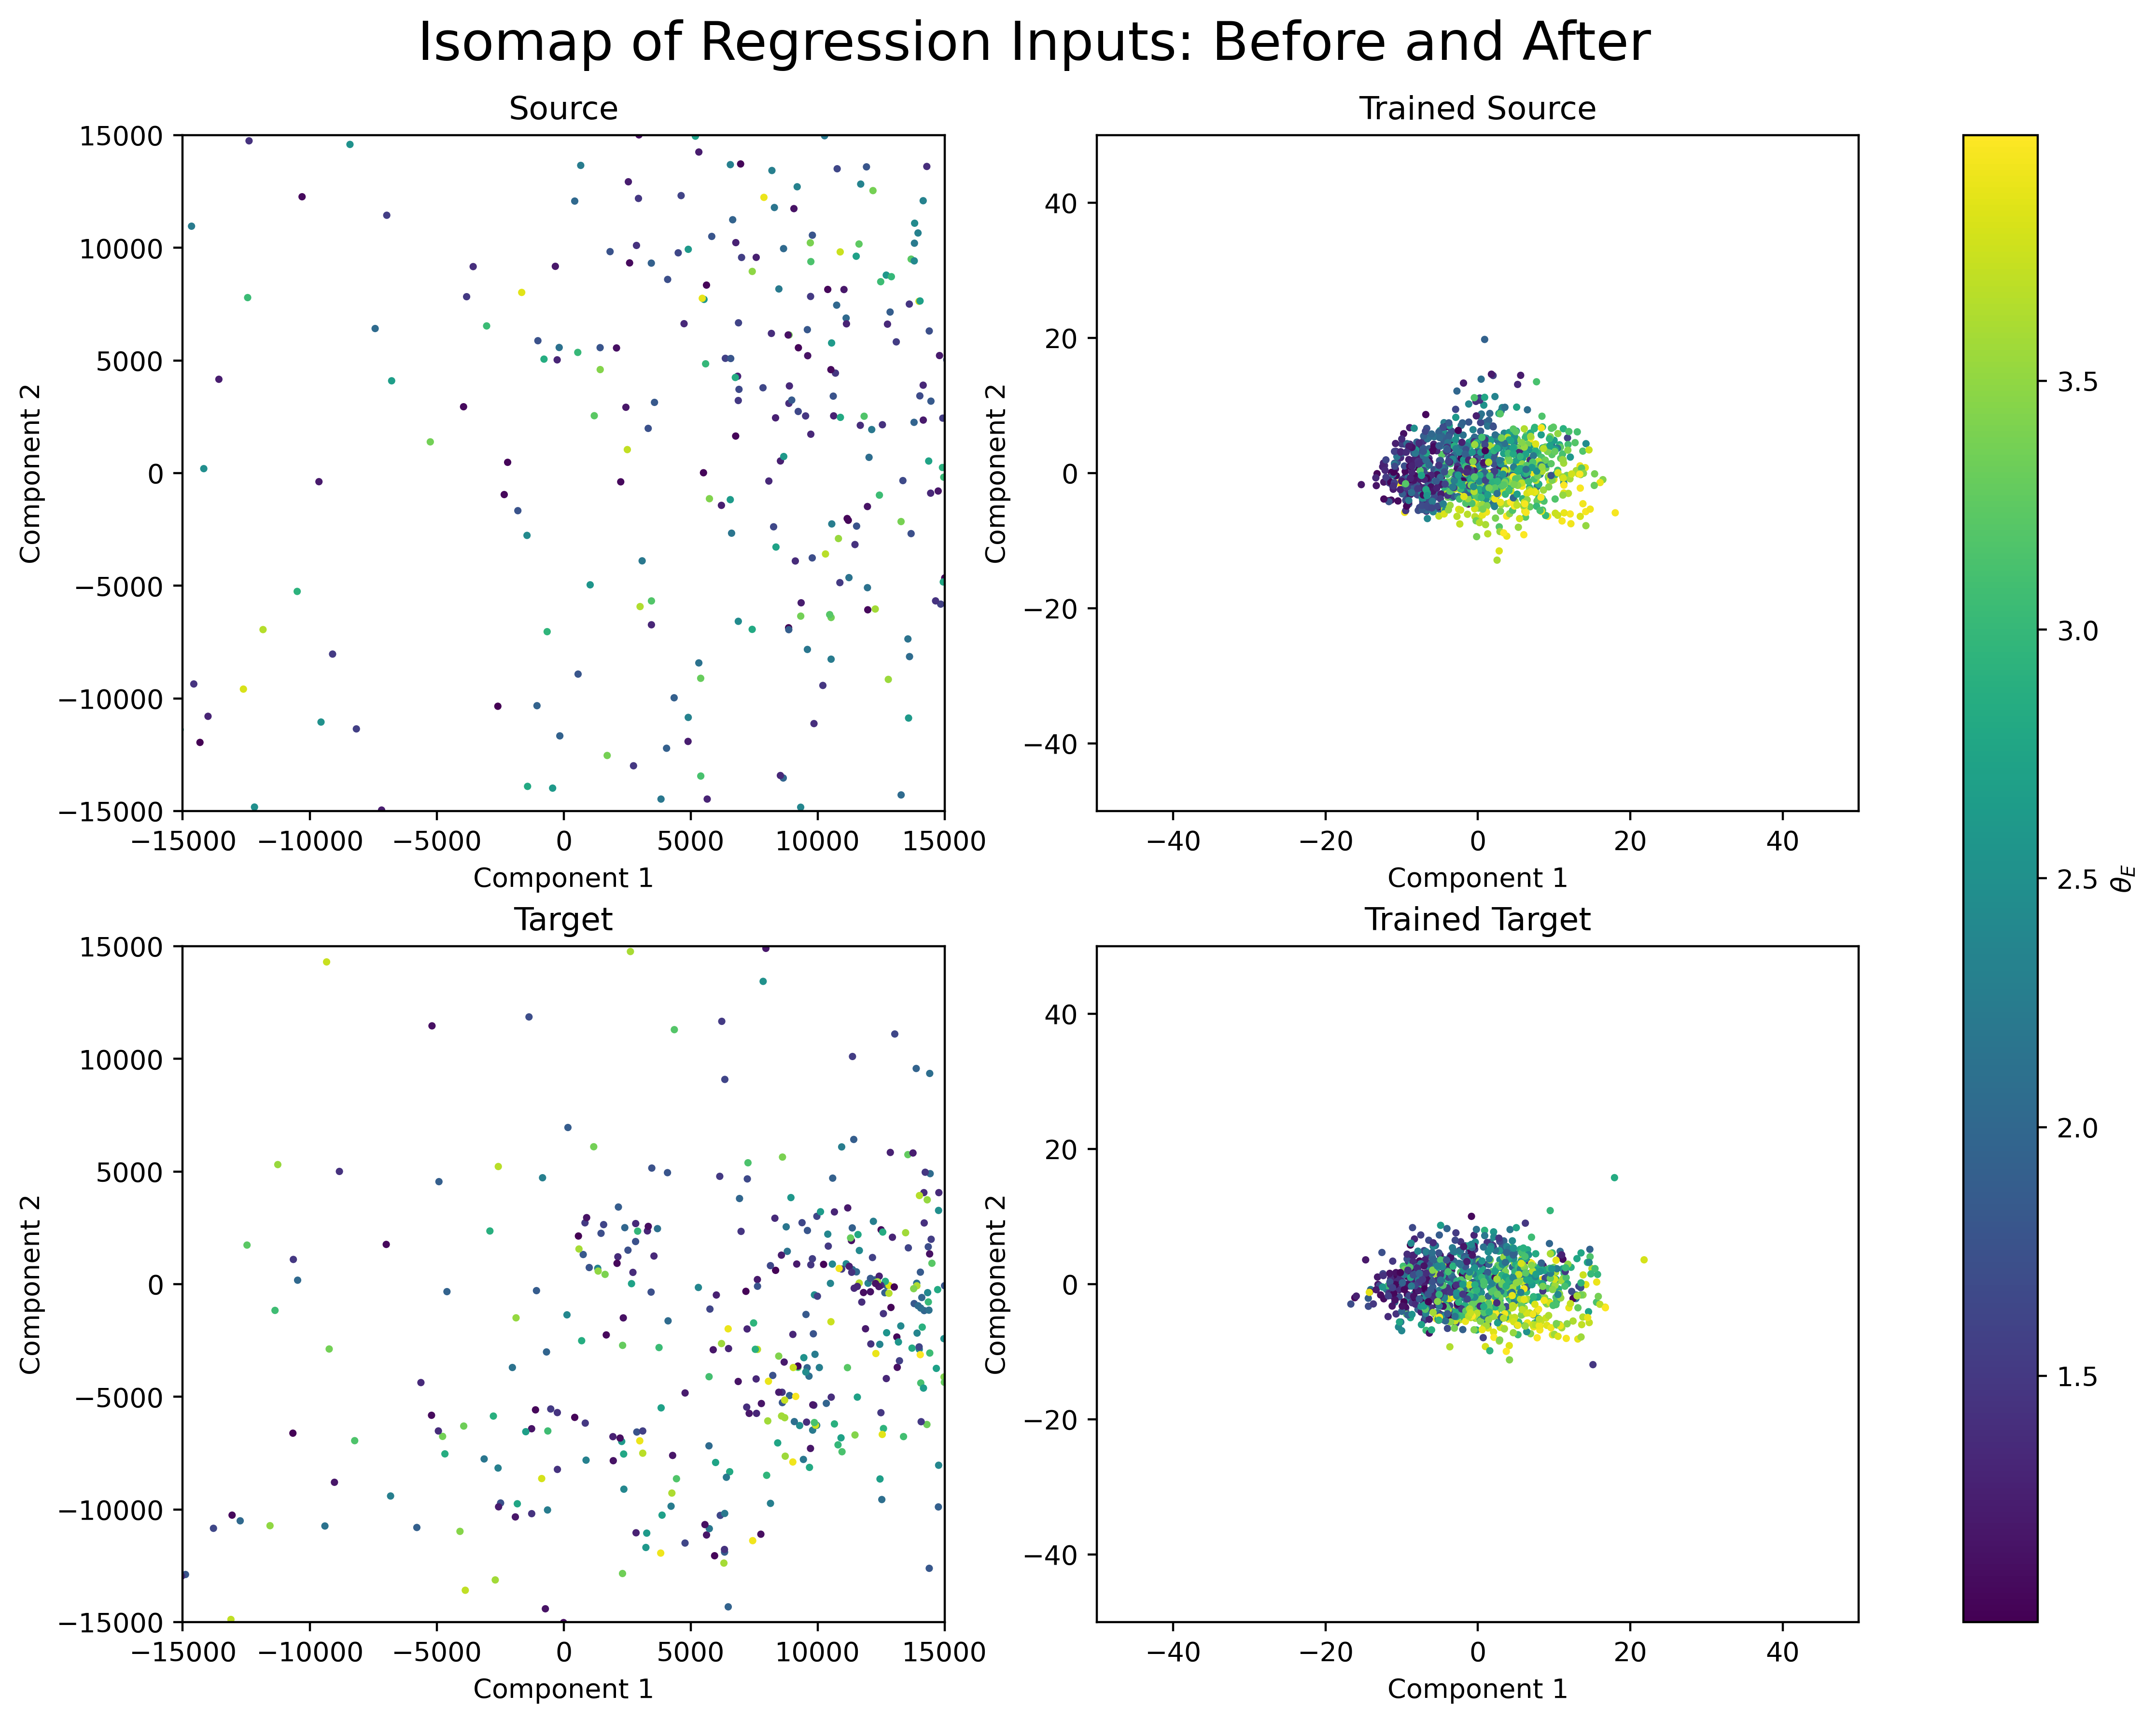 Isomap of Regression Inputs: Before and After
Source
Trained Source
15000
10000
5000
0
−5000
−10000
−15000
Component 2
−15000 −10000 −5000 0 5000 10000 15000
Component 1
40
20
0
−20
−40
Component 2
−40 −20 0 20 40
Component 1
Target
Trained Target
15000
10000
5000
0
−5000
−10000
−15000
Component 2
−15000 −10000 −5000 0 5000 10000 15000
Component 1
40
20
0
−20
−40
Component 2
−40 −20 0 20 40
Component 1
3.5
3.0
2.5
2.0
1.5
θ_E